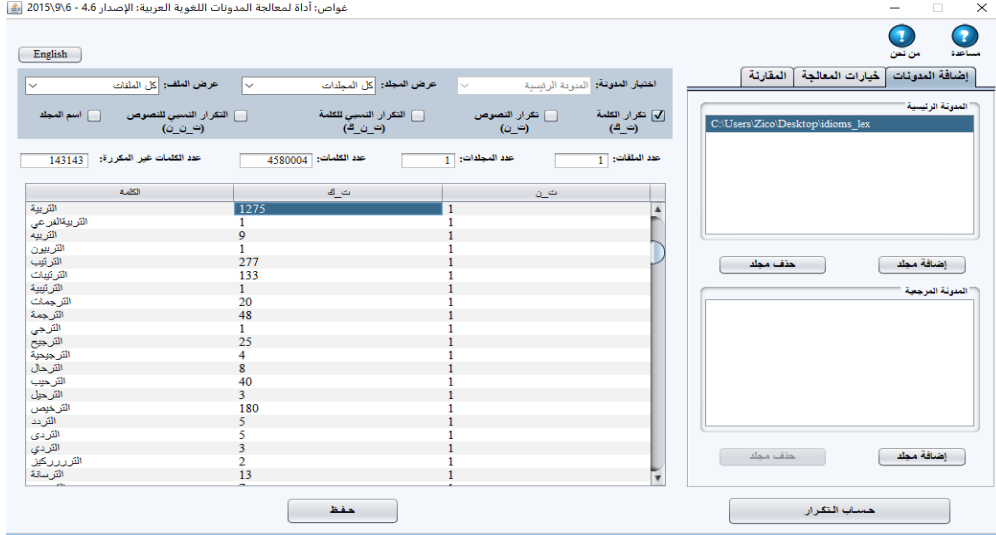 غواص: أداة لمعالجة المدونات اللغوية العربية: الإصدار 4.6 - 6\9\2015
English
مساعدة
من نحن
إضافة المدونات
خيارات المعالجة
المقارنة
اختيار المدونة: المدونة الرئيسية
عرض المجلد: كل المجلدات
عرض الملف: كل الملفات
تكرار الكلمة (ت_ك)
تكرار النصوص (ت_ن)
التكرار النسبي للكلمة (ت_ن_ك)
التكرار النسبي للنصوص (ت_ن_ن)
اسم المجلد
عدد الملفات: 1
عدد المجلدات: 1
عدد الكلمات: 4580004
عدد الكلمات غير المكررة: 143143
الكلمة ت_ك ت_ن
التربية 1275 1
التربيةالفرعي 1 1
التربيه 9 1
التربيون 1 1
الترتيب 277 1
الترتيبات 133 1
الترتيبية 1 1
الترجمات 20 1
الترجمة 48 1
الترجي 1 1
الترجيح 25 1
الترجيحية 4 1
الترحال 8 1
الترحيب 40 1
الترحيل 3 1
الترخيص 180 1
التردد 5 1
التردى 5 1
التردي 3 1
التررررركيز 2 1
الترسانة 13 1
حفظ
المدونة الرئيسية
C:\Users\Zico\Desktop\idioms_lex
إضافة مجلد
حذف مجلد
المدونة المرجعية
إضافة مجلد
حذف مجلد
حساب التكرار